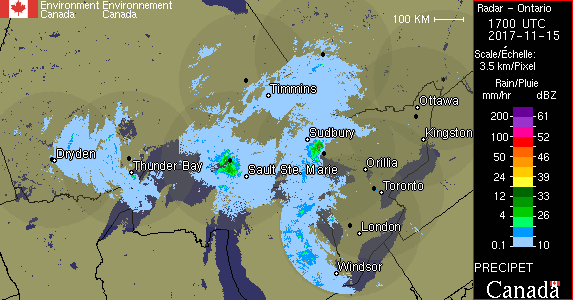 Environment Environnement
Canada Canada
100 KM
Timmins
Ottawa
Sudbury
Kingston
Dryden
Thunder Bay
Sault Ste. Marie
Orillia
Toronto
London
Windsor
Radar - Ontario
1700 UTC
2017-11-15
Scale/Échelle:
3.5 km/Pixel
Rain/Pluie
mm/hr dBZ
200 61
100 52
50 46
24 39
12 33
4 26
0.1 10
PRECIPET
Canada